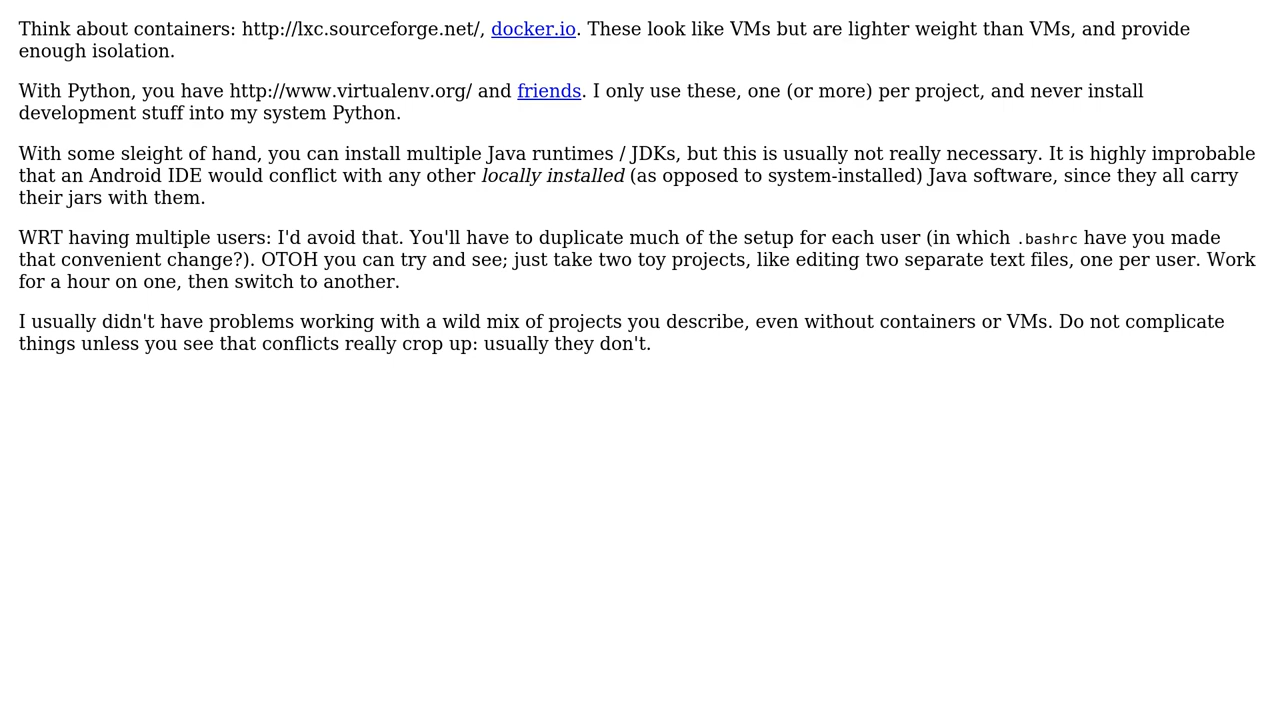 Think about containers: http://lxc.sourceforge.net/, docker.io. These look like VMs but are lighter weight than VMs, and provide
enough isolation.
With Python, you have http://www.virtualenv.org/ and friends. I only use these, one (or more) per project, and never install
development stuff into my system Python.
With some sleight of hand, you can install multiple Java runtimes / JDKs, but this is usually not really necessary. It is highly improbable
that an Android IDE would conflict with any other locally installed (as opposed to system-installed) Java software, since they all carry
their jars with them.
WRT having multiple users: I'd avoid that. You'll have to duplicate much of the setup for each user (in which .bashrc have you made
that convenient change?). OTOH you can try and see; just take two toy projects, like editing two separate text files, one per user. Work
for a hour on one, then switch to another.
I usually didn't have problems working with a wild mix of projects you describe, even without containers or VMs. Do not complicate
things unless you see that conflicts really crop up: usually they don't.